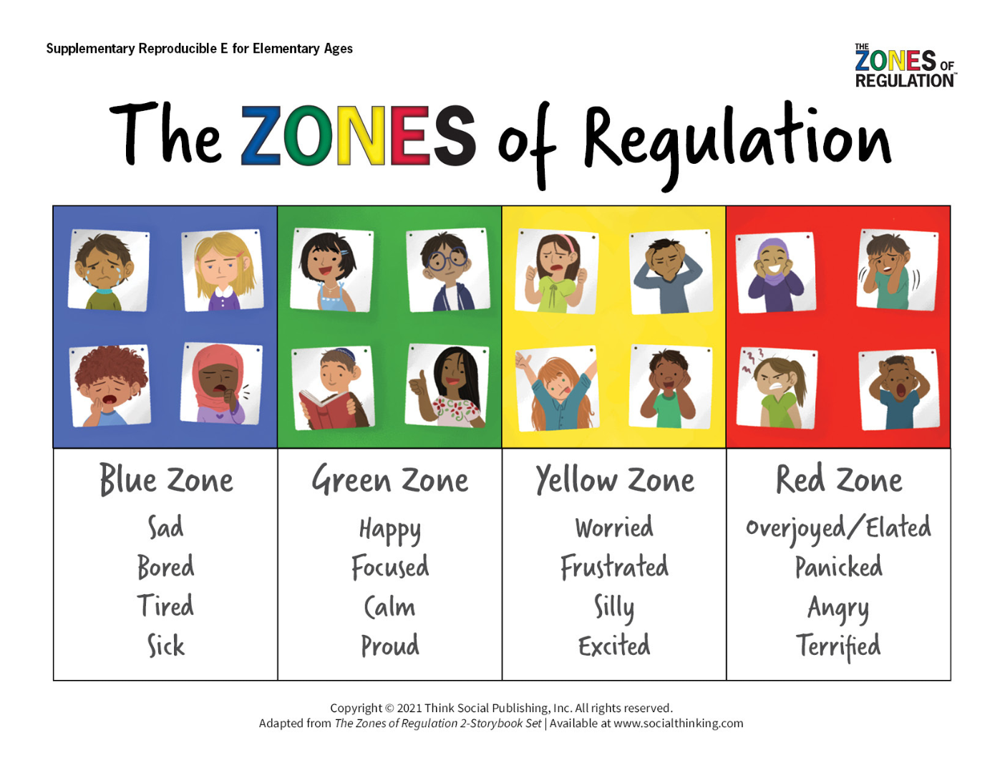 Supplementary Reproducible E for Elementary Ages
THE
ZONES OF
REGULATION™
The ZONES of Regulation
Blue Zone
Sad
Bored
Tired
Sick
Green Zone
Happy
Focused
Calm
Proud
Yellow Zone
Worried
Frustrated
Silly
Excited
Red Zone
Overjoyed/Elated
Panicked
Angry
Terrified
Copyright © 2021 Think Social Publishing, Inc. All rights reserved.
Adapted from The Zones of Regulation 2-Storybook Set | Available at www.socialthinking.com